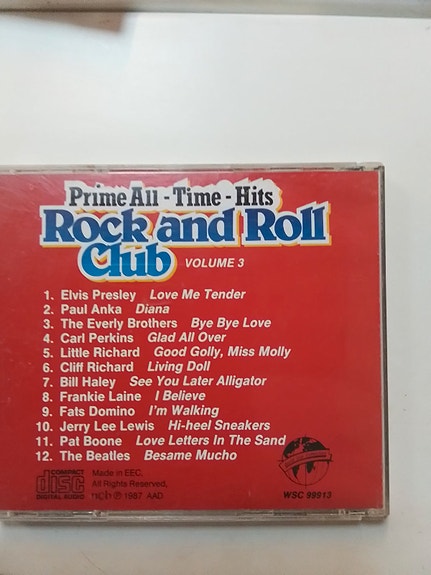 Prime All - Time - Hits
Rock and Roll
Club VOLUME 3
1. Elvis Presley Love Me Tender
2. Paul Anka Diana
3. The Everly Brothers Bye Bye Love
4. Carl Perkins Glad All Over
5. Little Richard Good Golly, Miss Molly
6. Cliff Richard Living Doll
7. Bill Haley See You Later Alligator
8. Frankie Laine I Believe
9. Fats Domino I'm Walking
10. Jerry Lee Lewis Hi-heel Sneakers
11. Pat Boone Love Letters In The Sand
12. The Beatles Besame Mucho
COMPACT
disc
DIGITAL AUDIO
Made in EEC,
All Rights Reserved,
℗ 1987 AAD
WSC 99913